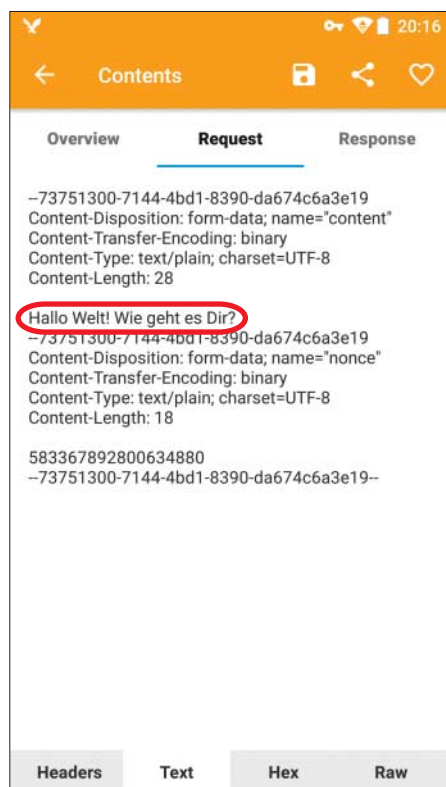 20:16
Contents
Overview Request Response
--73751300-7144-4bd1-8390-da674c6a3e19
Content-Disposition: form-data; name="content"
Content-Transfer-Encoding: binary
Content-Type: text/plain; charset=UTF-8
Content-Length: 28
Hallo Welt! Wie geht es Dir?
--73751300-7144-4bd1-8390-da674c6a3e19
Content-Disposition: form-data; name="nonce"
Content-Transfer-Encoding: binary
Content-Type: text/plain; charset=UTF-8
Content-Length: 18
583367892800634880
--73751300-7144-4bd1-8390-da674c6a3e19--
Headers Text Hex Raw